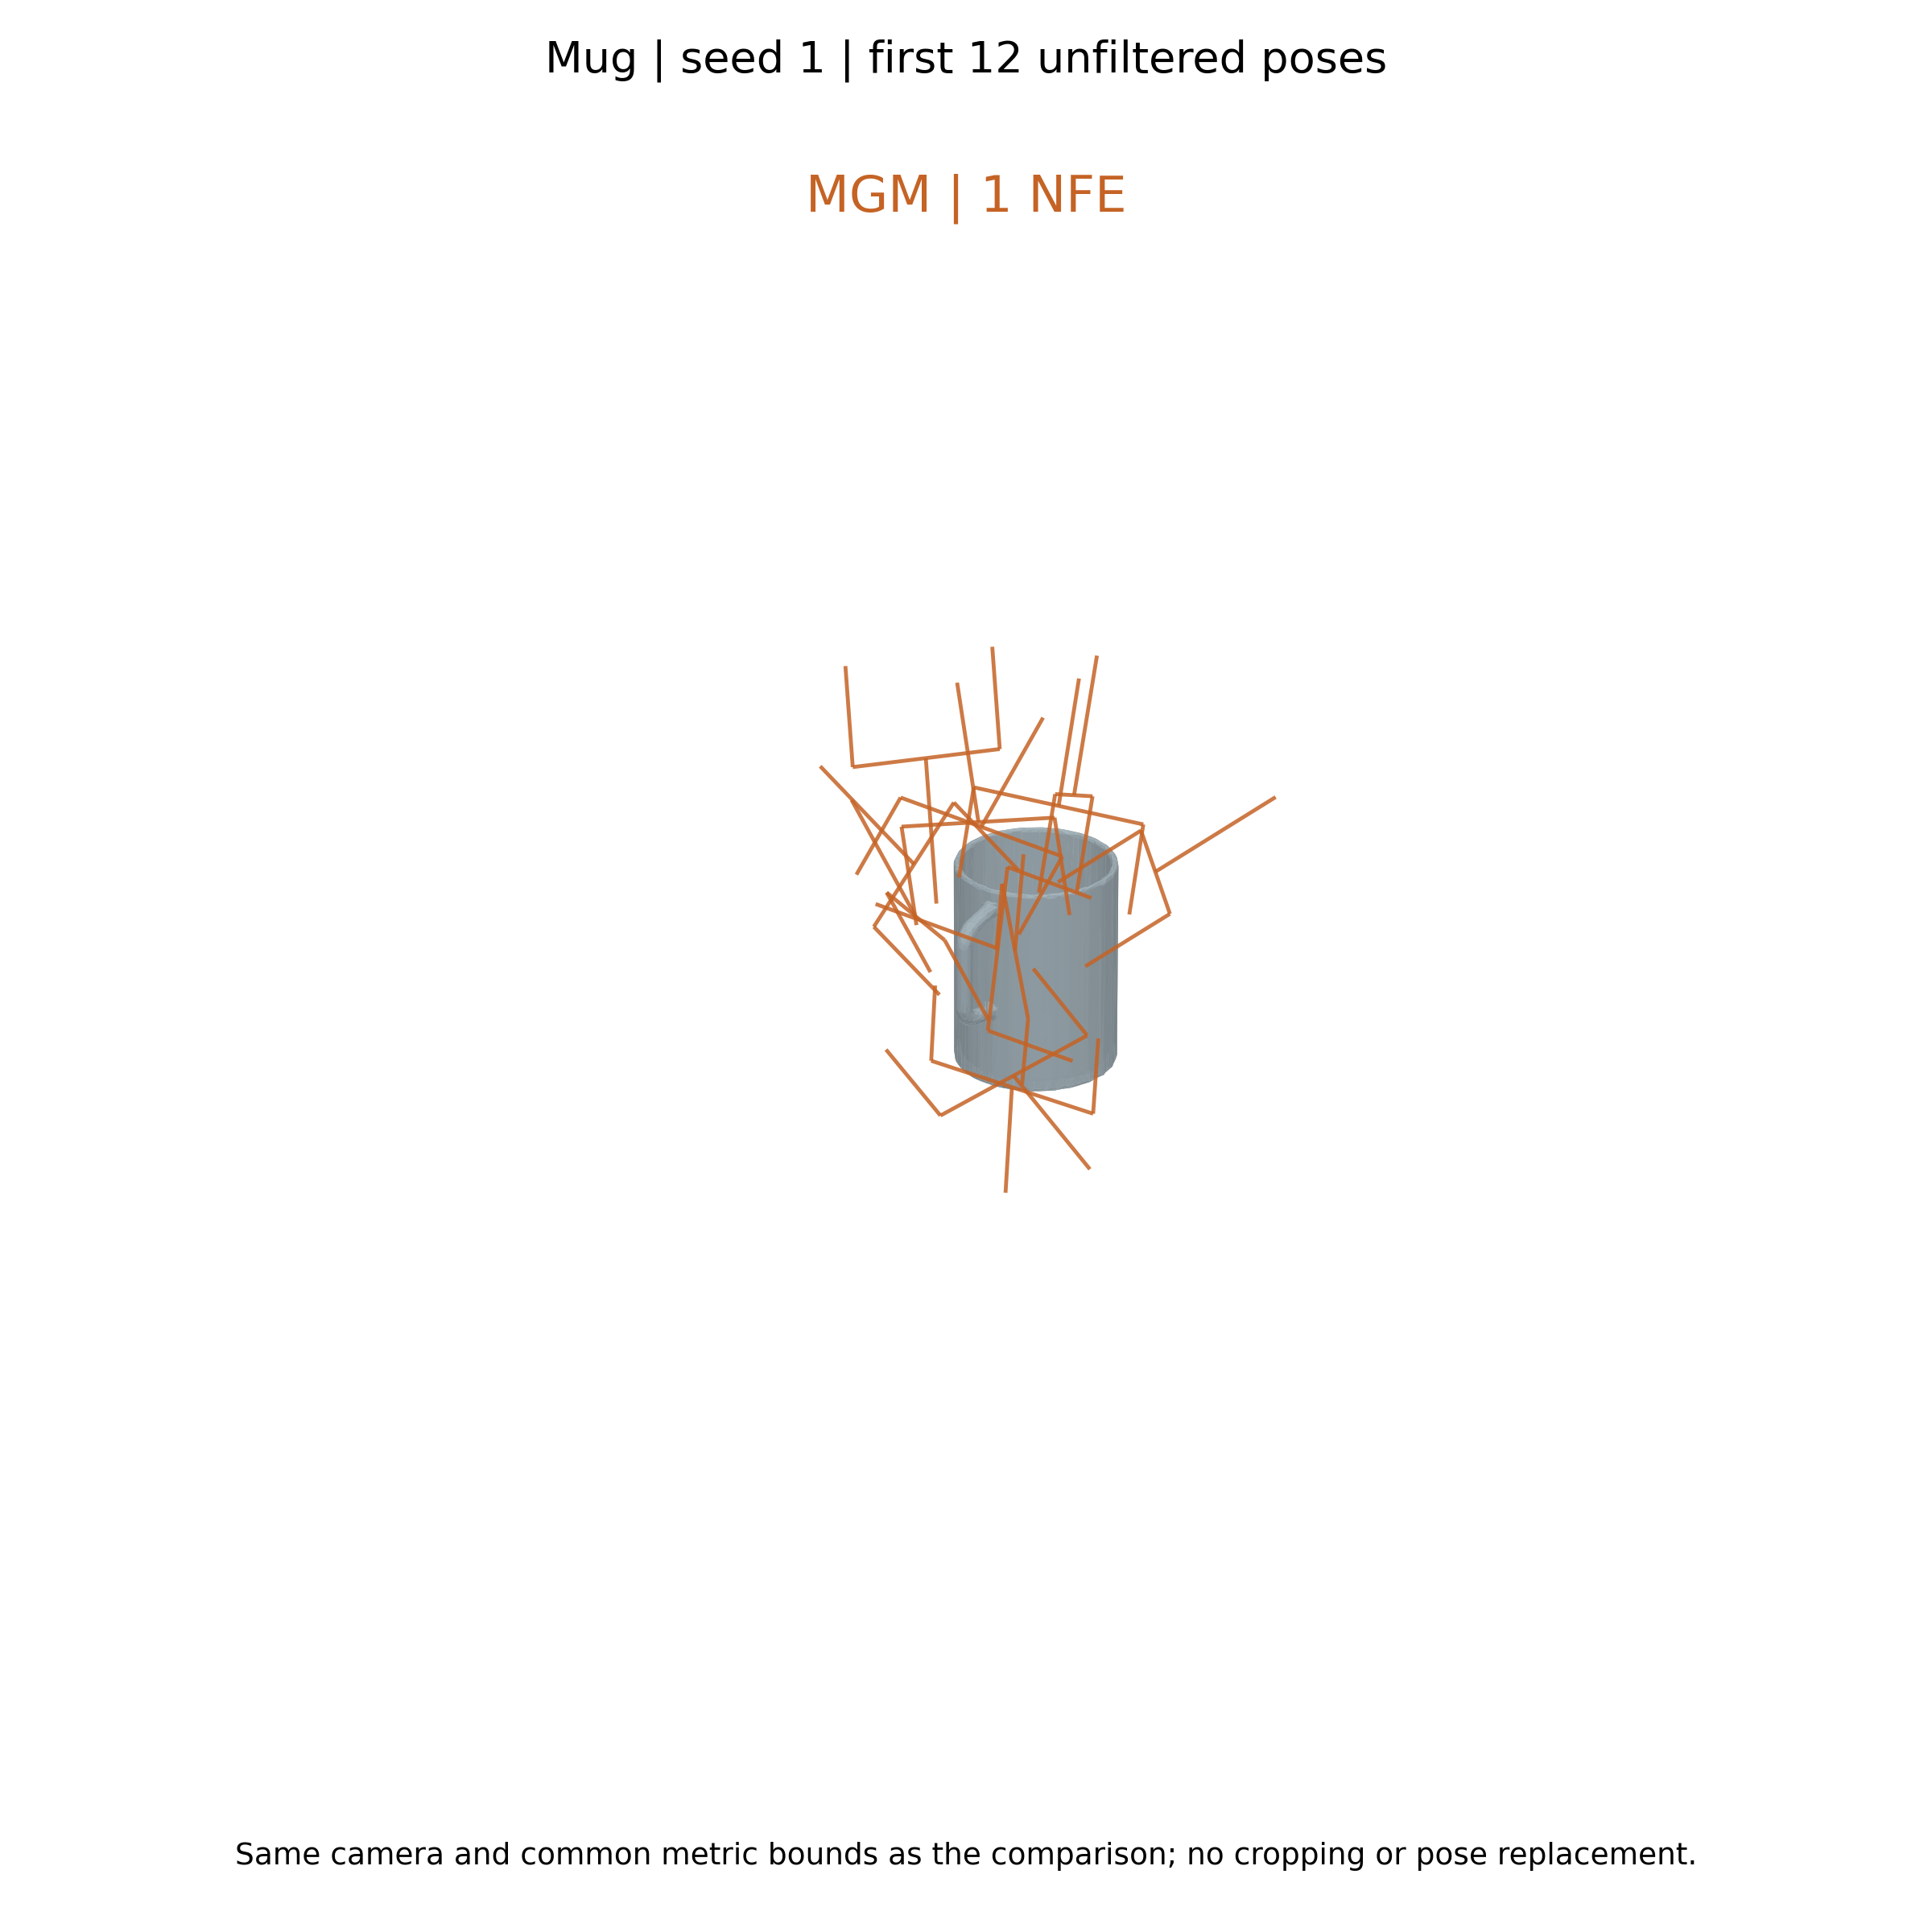 Mug | seed 1 | first 12 unfiltered poses
MGM | 1 NFE
Same camera and common metric bounds as the comparison; no cropping or pose replacement.